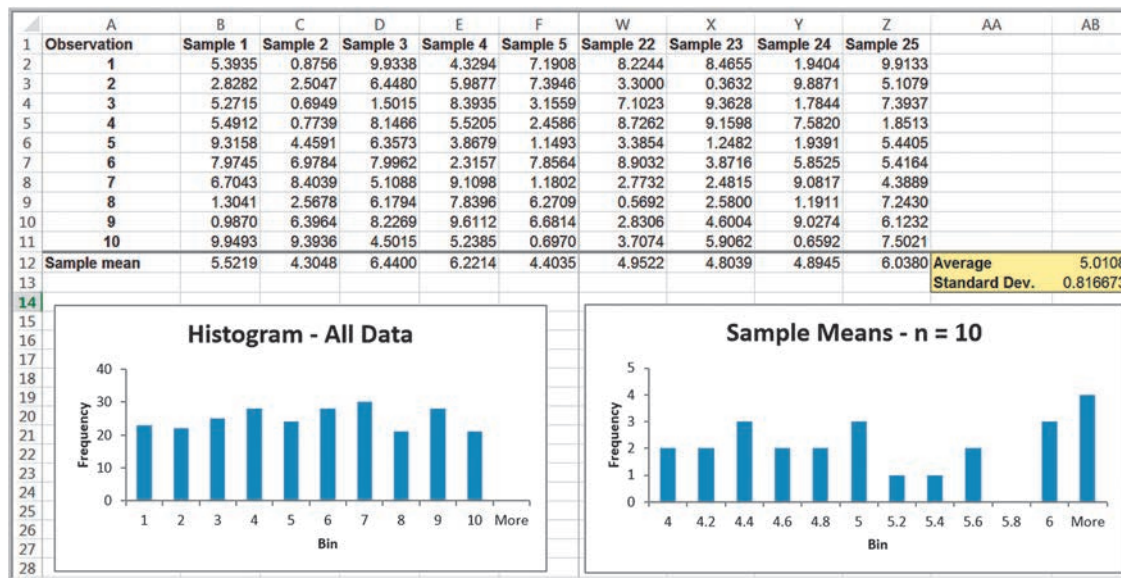 A B C D E F W X Y Z AA AB
1 Observation Sample 1 Sample 2 Sample 3 Sample 4 Sample 5 Sample 22 Sample 23 Sample 24 Sample 25
2 1 5.3935 0.8756 9.9338 4.3294 7.1908 8.2244 8.4655 1.9404 9.9133
3 2 2.8282 2.5047 6.4480 5.9877 7.3946 3.3000 0.3632 9.8871 5.1079
4 3 5.2715 0.6949 1.5015 8.3935 3.1559 7.1023 9.3628 1.7844 7.3937
5 4 5.4912 0.7739 8.1466 5.5205 2.4586 8.7262 9.1598 7.5820 1.8513
6 5 9.3158 4.4591 6.3573 3.8679 1.1493 3.3854 1.2482 1.9391 5.4405
7 6 7.9745 6.9784 7.9962 2.3157 7.8564 8.9032 3.8716 5.8525 5.4164
8 7 6.7043 8.4039 5.1088 9.1098 1.1802 2.7732 2.4815 9.0817 4.3889
9 8 1.3041 2.5678 6.1794 7.8396 6.2709 0.5692 2.5800 1.1911 7.2430
10 9 0.9870 6.3964 8.2269 9.6112 6.6814 2.8306 4.6004 9.0274 6.1232
11 10 9.9493 9.3936 4.5015 5.2385 0.6970 3.7074 5.9062 0.6592 7.5021
12 Sample mean 5.5219 4.3048 6.4400 6.2214 4.4035 4.9522 4.8039 4.8945 6.0380 Average 5.0108
13 Standard Dev. 0.816673
14
15
16
17
18
19
20
21
22
23
24
25
26
27
28
Histogram - All Data
40
30
20
10
0
Frequency
1 2 3 4 5 6 7 8 9 10 More
Bin
Sample Means - n = 10
5
4
3
2
1
0
Frequency
4 4.2 4.4 4.6 4.8 5 5.2 5.4 5.6 5.8 6 More
Bin